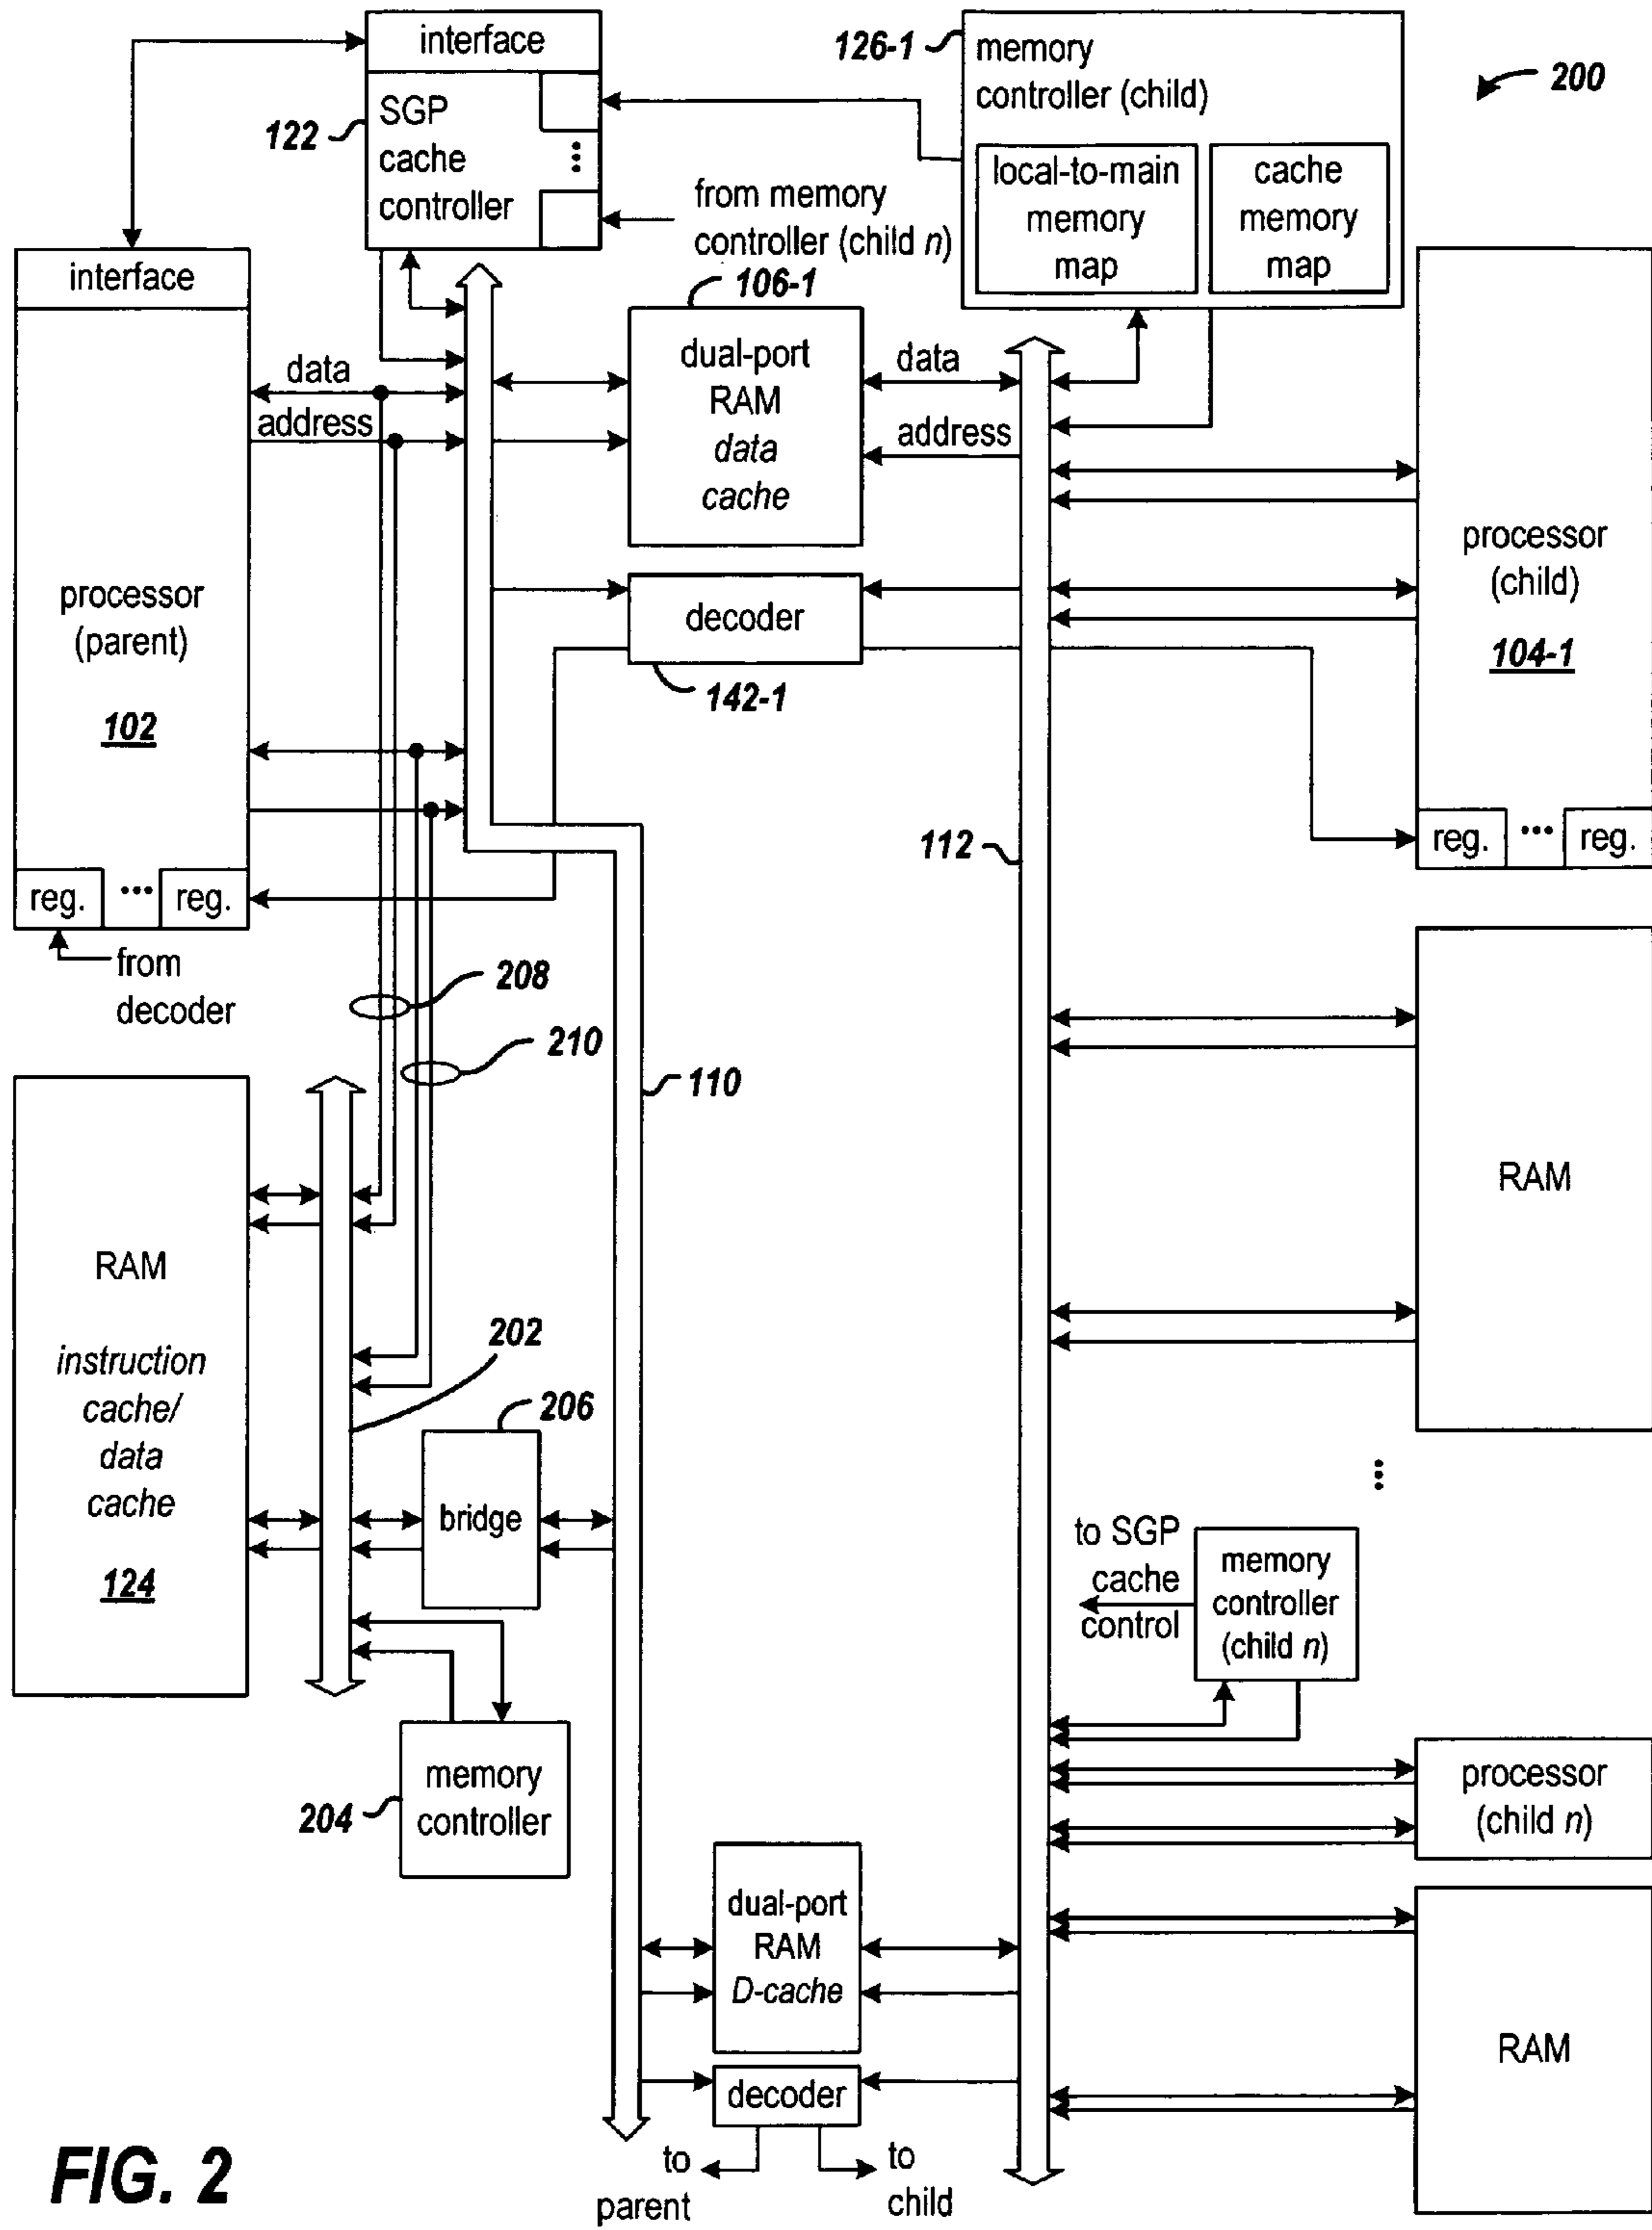 interface
SGP
cache
controller
122
126-1
memory
controller (child)
local-to-main
memory
map
cache
memory
map
200
from memory
controller (child n)
interface
processor
(parent)
102
reg.
...
reg.
from
decoder
data
address
106-1
dual-port
RAM
data
cache
data
address
decoder
142-1
processor
(child)
104-1
reg.
...
reg.
112
208
210
110
RAM
instruction
cache/
data
cache
124
202
206
bridge
memory
controller
204
RAM
...
to SGP
cache
control
memory
controller
(child n)
processor
(child n)
dual-port
RAM
D-cache
decoder
to
parent
to
child
RAM
FIG. 2